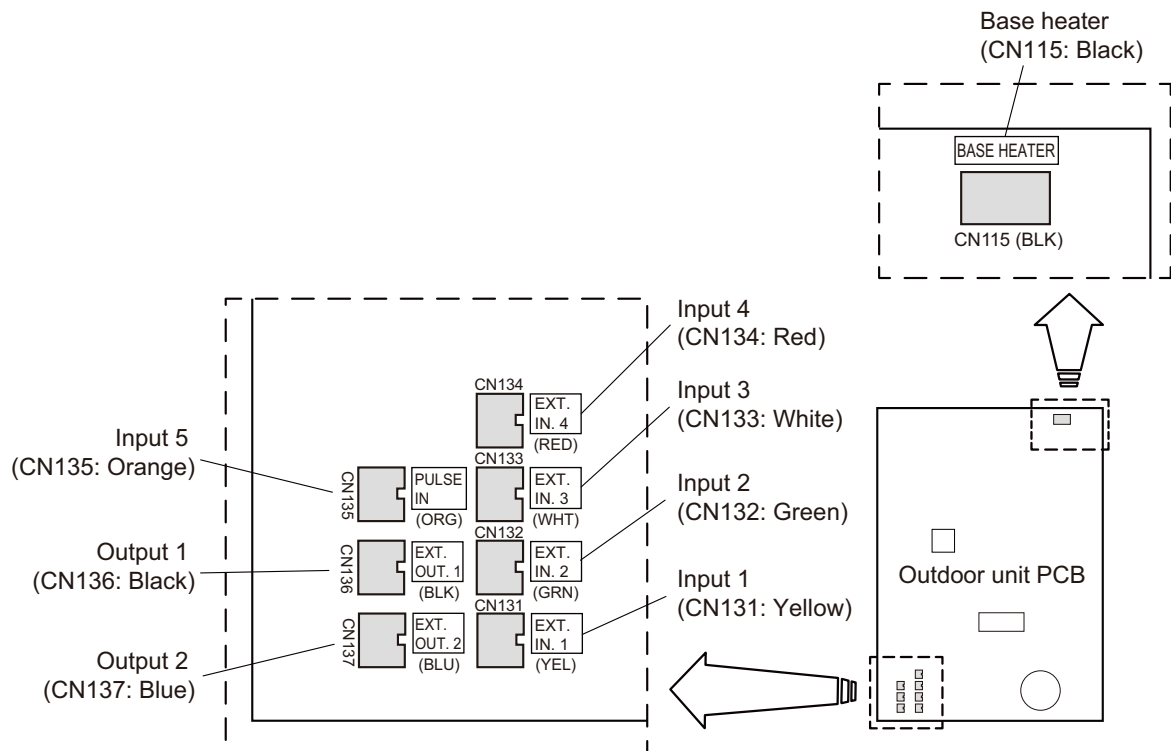 Base heater
(CN115: Black)
BASE HEATER
CN115 (BLK)
Input 4
(CN134: Red)
CN134
EXT.
IN. 4
(RED)
Input 3
(CN133: White)
CN133
EXT.
IN. 3
(WHT)
Input 5
(CN135: Orange)
CN135
PULSE
IN
(ORG)
Input 2
(CN132: Green)
CN132
EXT.
IN. 2
(GRN)
Output 1
(CN136: Black)
CN136
EXT.
OUT. 1
(BLK)
Input 1
(CN131: Yellow)
CN131
EXT.
IN. 1
(YEL)
Output 2
(CN137: Blue)
CN137
EXT.
OUT. 2
(BLU)
Outdoor unit PCB